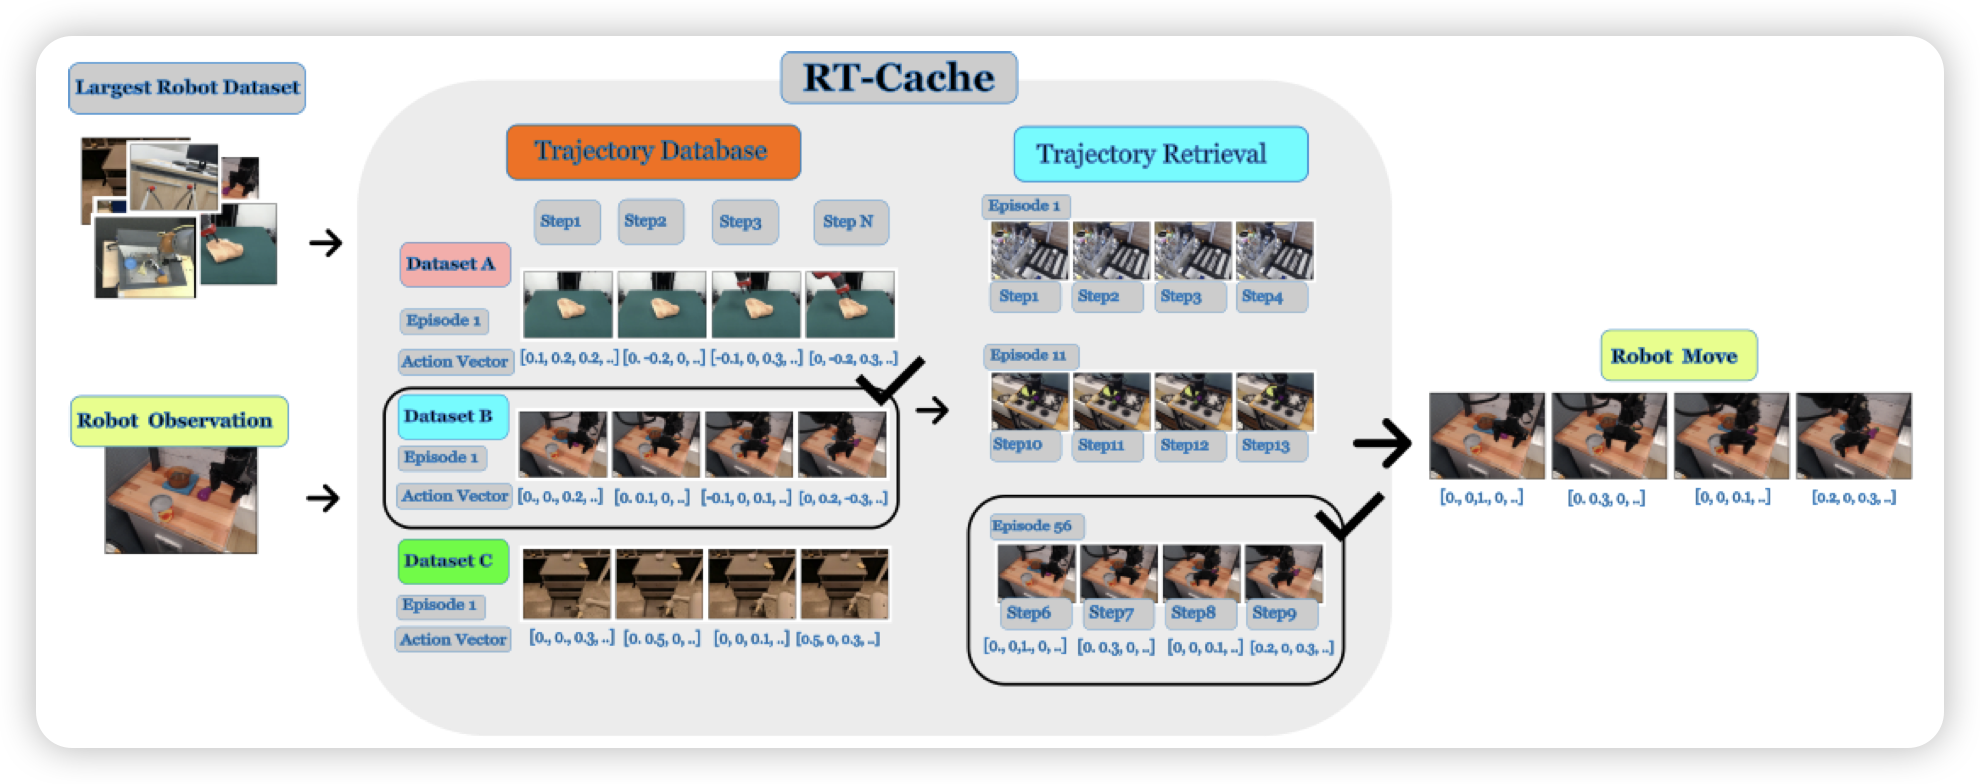 RT-Cache
Largest Robot Dataset
Robot Observation
Trajectory Database
Step1 Step2 Step3 Step N
Dataset A
Episode 1
Action Vector [0.1, 0.2, 0.2, ..] [0. -0.2, 0, ..] [-0.1, 0, 0.3, ..] [0, -0.2, 0.3, ..]
Dataset B
Episode 1
Action Vector [0., 0., 0.2, ..] [0. 0.1, 0, ..] [-0.1, 0, 0.1, ..] [0, 0.2, -0.3, ..]
Dataset C
Episode 1
Action Vector [0., 0., 0.3, ..] [0. 0.5, 0, ..] [0, 0, 0.1, ..] [0.5, 0, 0.3, ..]
Trajectory Retrieval
Episode 1
Step1 Step2 Step3 Step4
Episode 11
Step10 Step11 Step12 Step13
Episode 56
Step6 Step7 Step8 Step9
[0., 0,1., 0, ..] [0. 0.3, 0, ..] [0, 0, 0.1, ..] [0.2, 0, 0.3, ..]
Robot Move
[0., 0,1., 0, ..] [0. 0.3, 0, ..] [0, 0, 0.1, ..] [0.2, 0, 0.3, ..]